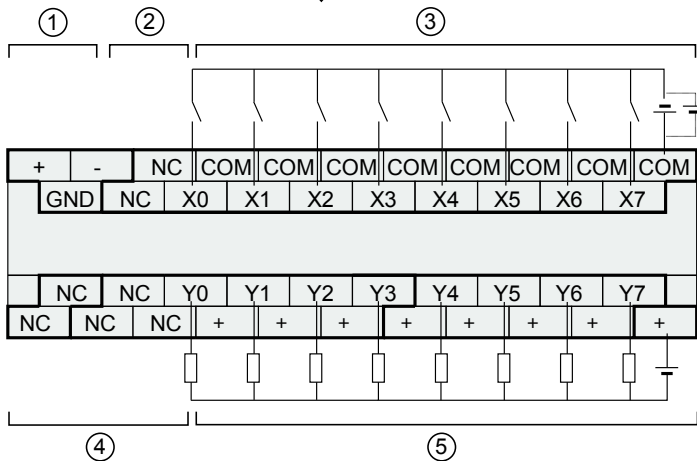 ① ② ③
+ - NC COM COM COM COM COM COM COM COM
GND NC X0 X1 X2 X3 X4 X5 X6 X7
NC NC Y0 Y1 Y2 Y3 Y4 Y5 Y6 Y7
NC NC NC + + + + + + + +
④ ⑤